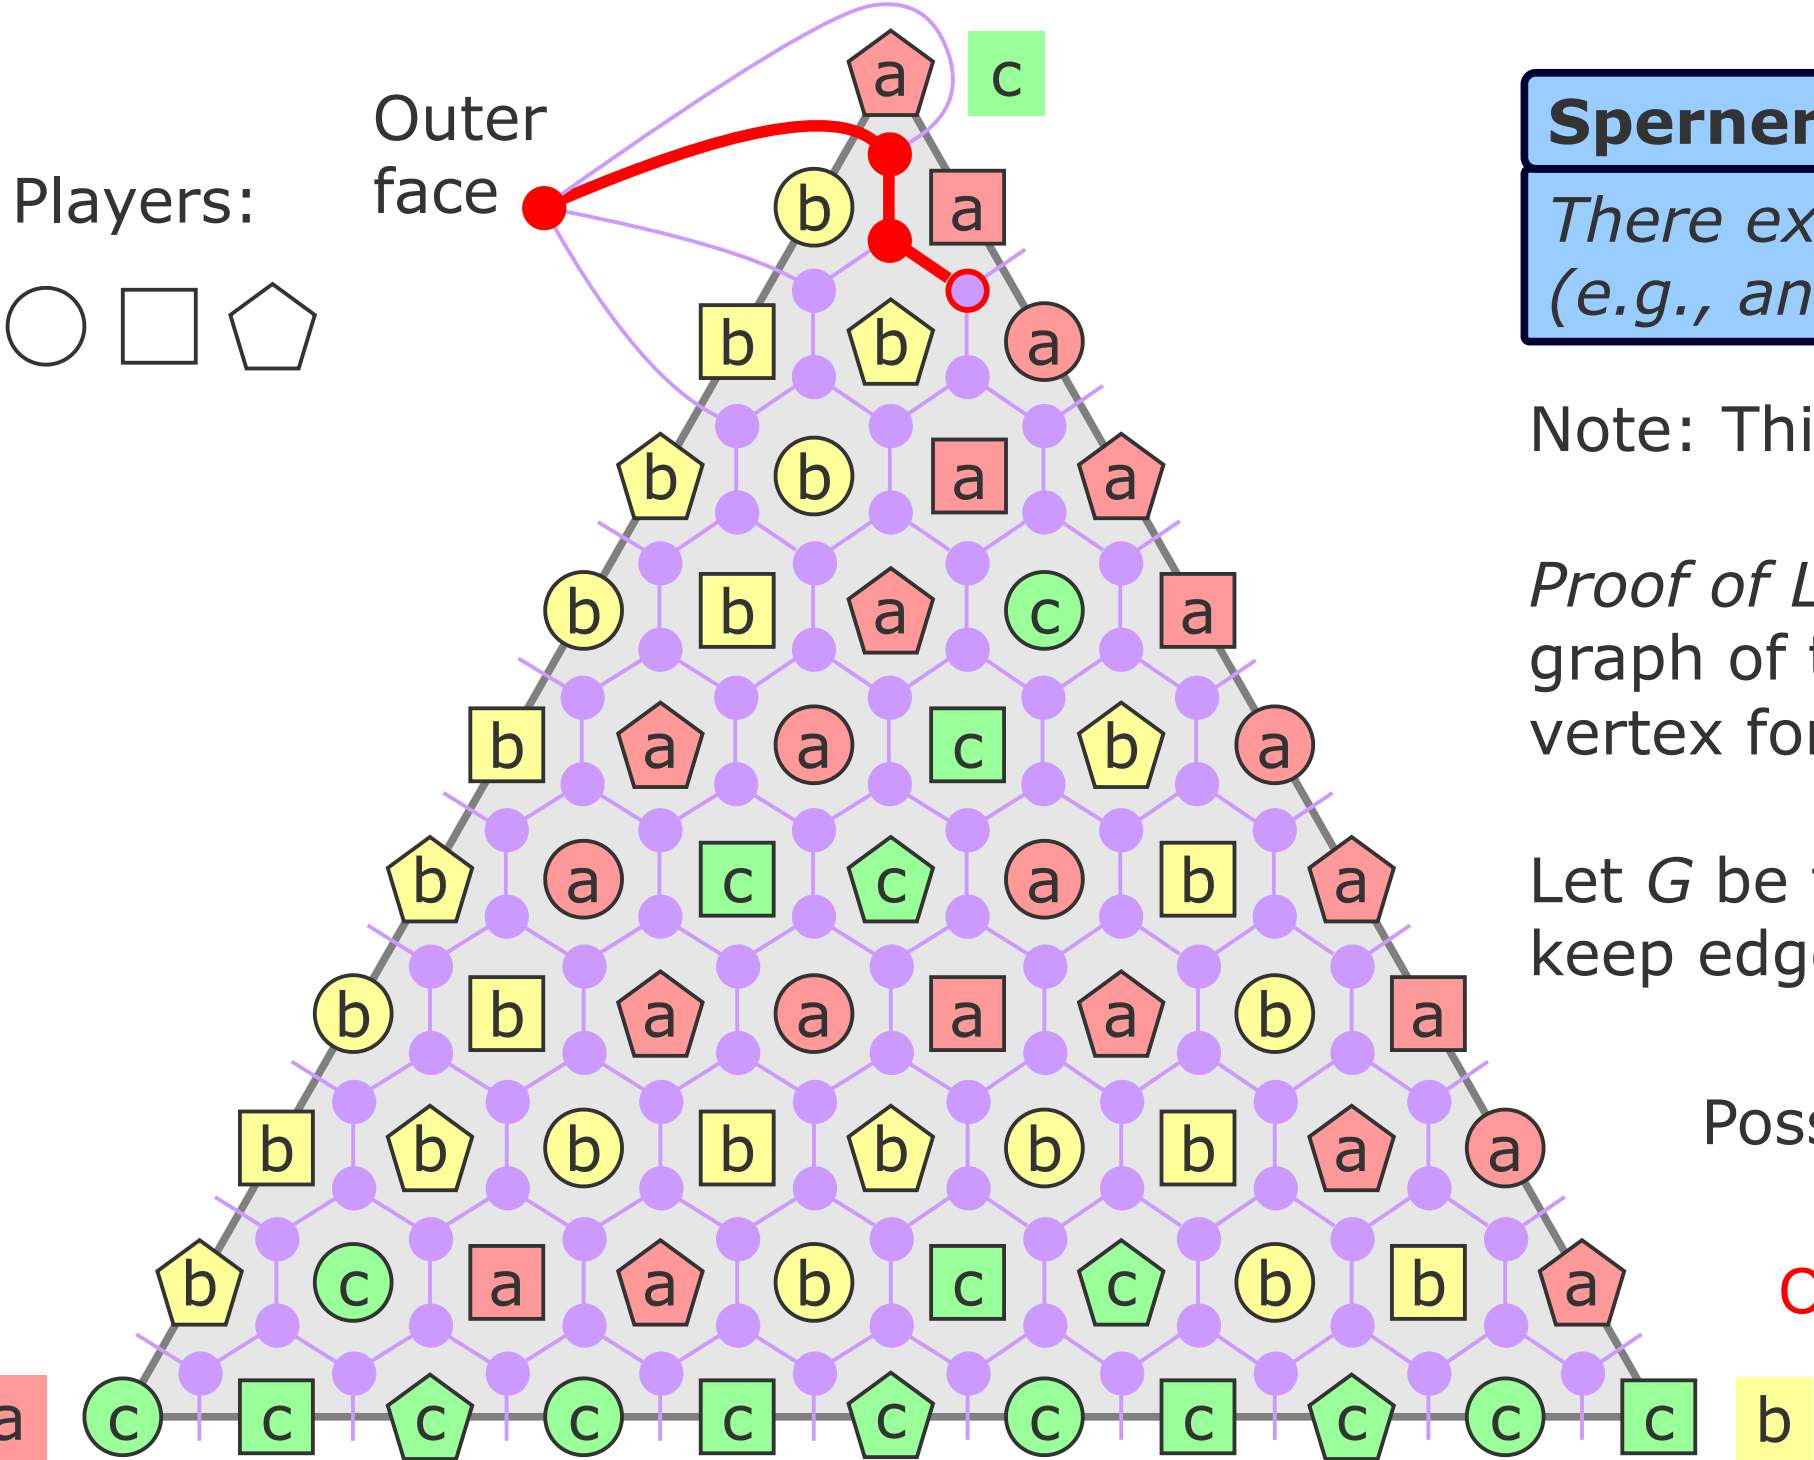 Outer
face
Players:
a c
b a
b b a
b b a a
b b a c a
b a a c b a
b a c c a b a
b b a a a a b a
b b b b b b b a a
b c a a b c c b b a
a c c c c c c c c c c c b
Sperner
There ex
(e.g., an
Note: Thi
Proof of L
graph of
vertex for
Let G be
keep edg
Poss